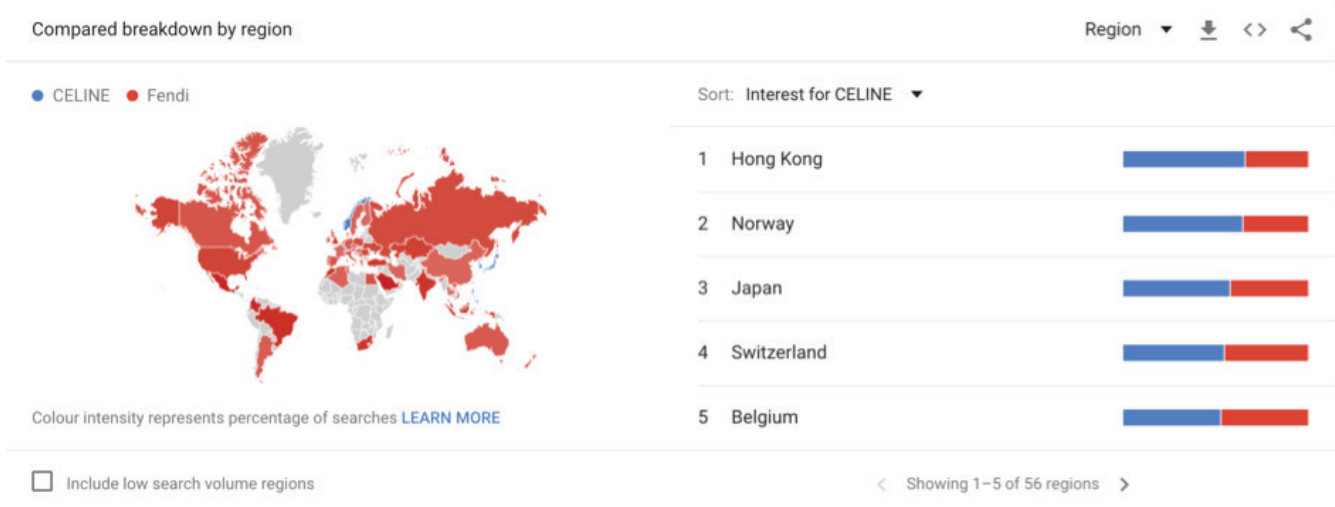 Compared breakdown by region
Region
CELINE Fendi
Sort: Interest for CELINE
1 Hong Kong
2 Norway
3 Japan
4 Switzerland
5 Belgium
Colour intensity represents percentage of searches LEARN MORE
Include low search volume regions
Showing 1–5 of 56 regions